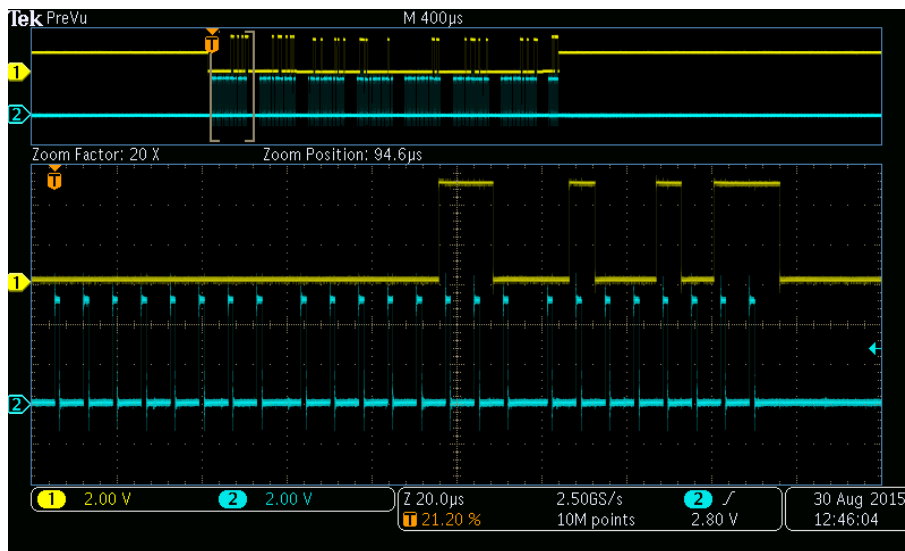 Tek PreVu M 400µs
T
1
2
Zoom Factor: 20 X Zoom Position: 94.6µs
T
1
2
1 2.00 V 2 2.00 V Z 20.0µs 2.50GS/s 2 30 Aug 2015
T 21.20 % 10M points 2.80 V 12:46:04